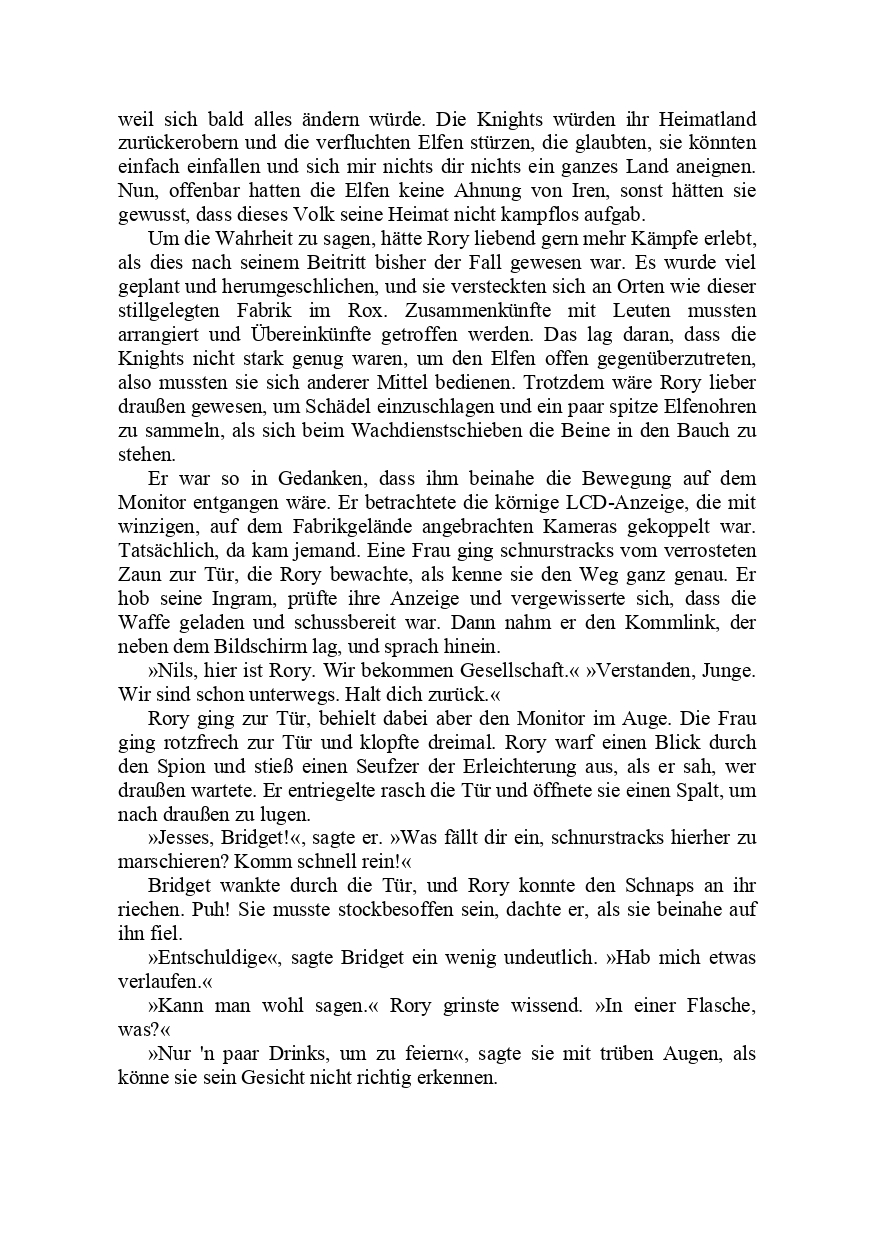 weil sich bald alles ändern würde. Die Knights würden ihr Heimatland
zurückerobern und die verfluchten Elfen stürzen, die glaubten, sie könnten
einfach einfallen und sich mir nichts dir nichts ein ganzes Land aneignen.
Nun, offenbar hatten die Elfen keine Ahnung von Iren, sonst hätten sie
gewusst, dass dieses Volk seine Heimat nicht kampflos aufgab.
Um die Wahrheit zu sagen, hätte Rory liebend gern mehr Kämpfe erlebt,
als dies nach seinem Beitritt bisher der Fall gewesen war. Es wurde viel
geplant und herumgeschlichen, und sie versteckten sich an Orten wie dieser
stillgelegten Fabrik im Rox. Zusammenkünfte mit Leuten mussten
arrangiert und Übereinkünfte getroffen werden. Das lag daran, dass die
Knights nicht stark genug waren, um den Elfen offen gegenüberzutreten,
also mussten sie sich anderer Mittel bedienen. Trotzdem wäre Rory lieber
draußen gewesen, um Schädel einzuschlagen und ein paar spitze Elfenohren
zu sammeln, als sich beim Wachdienstschieben die Beine in den Bauch zu
stehen.
Er war so in Gedanken, dass ihm beinahe die Bewegung auf dem
Monitor entgangen wäre. Er betrachtete die körnige LCD-Anzeige, die mit
winzigen, auf dem Fabrikgelände angebrachten Kameras gekoppelt war.
Tatsächlich, da kam jemand. Eine Frau ging schnurstracks vom verrosteten
Zaun zur Tür, die Rory bewachte, als kenne sie den Weg ganz genau. Er
hob seine Ingram, prüfte ihre Anzeige und vergewisserte sich, dass die
Waffe geladen und schussbereit war. Dann nahm er den Kommlink, der
neben dem Bildschirm lag, und sprach hinein.
»Nils, hier ist Rory. Wir bekommen Gesellschaft.« »Verstanden, Junge.
Wir sind schon unterwegs. Halt dich zurück.«
Rory ging zur Tür, behielt dabei aber den Monitor im Auge. Die Frau
ging rotzfrech zur Tür und klopfte dreimal. Rory warf einen Blick durch
den Spion und stieß einen Seufzer der Erleichterung aus, als er sah, wer
draußen wartete. Er entriegelte rasch die Tür und öffnete sie einen Spalt, um
nach draußen zu lugen.
»Jesses, Bridget!«, sagte er. »Was fällt dir ein, schnurstracks hierher zu
marschieren? Komm schnell rein!«
Bridget wankte durch die Tür, und Rory konnte den Schnaps an ihr
riechen. Puh! Sie musste stockbesoffen sein, dachte er, als sie beinahe auf
ihn fiel.
»Entschuldige«, sagte Bridget ein wenig undeutlich. »Hab mich etwas
verlaufen.«
»Kann man wohl sagen.« Rory grinste wissend. »In einer Flasche,
was?«
»Nur 'n paar Drinks, um zu feiern«, sagte sie mit trüben Augen, als
könne sie sein Gesicht nicht richtig erkennen.